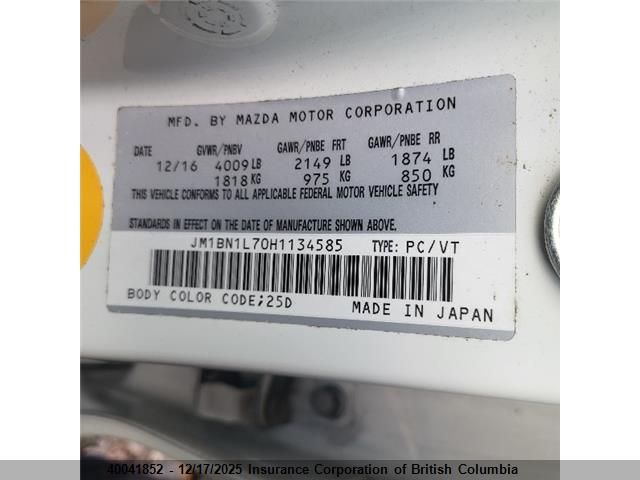 MFD. BY MAZDA MOTOR CORPORATION
DATE GVWR/PNBV GAWR/PNBE FRT GAWR/PNBE RR
12/16 4009 LB 2149 LB 1874 LB
1818 KG 975 KG 850 KG
THIS VEHICLE CONFORMS TO ALL APPLICABLE FEDERAL MOTOR VEHICLE SAFETY
STANDARDS IN EFFECT ON THE DATE OF MANUFACTURE SHOWN ABOVE.
JM1BN1L70H1134585 TYPE: PC/VT
BODY COLOR CODE;25D MADE IN JAPAN
40041852 - 12/17/2025 Insurance Corporation of British Columbia